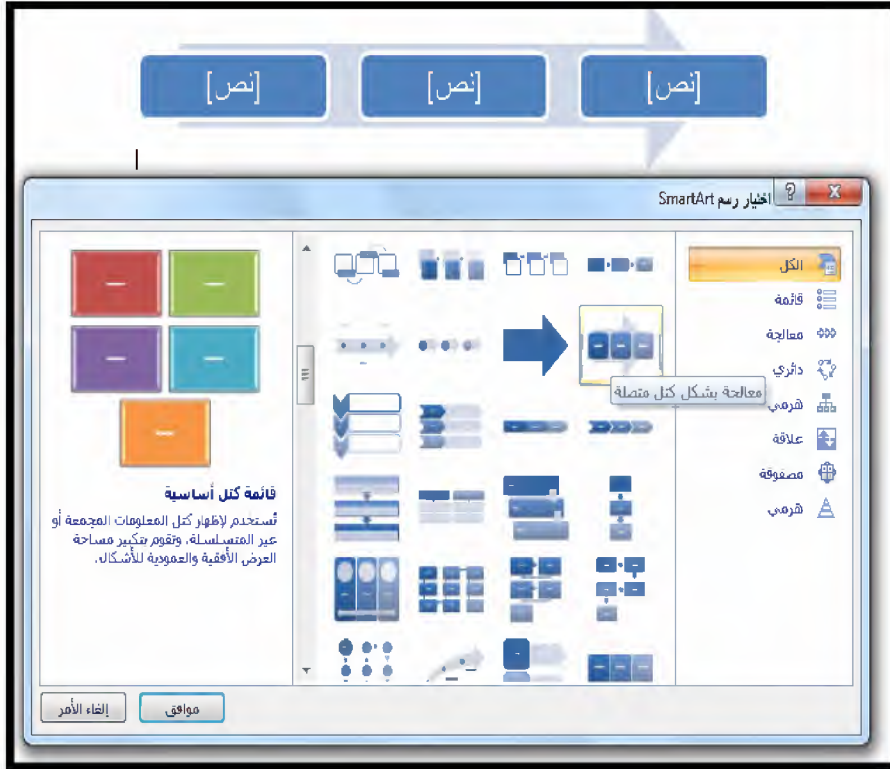 [نص] [نص] [نص]
اختيار رسم SmartArt
الكل
قائمة
معالجة
دائري
هرمي
علاقة
مصفوفة
هرمي
معالجة بشكل كتل متصلة
قائمة كتل أساسية
تُستخدم لإظهار كتل المعلومات المجمعة أو
غير المتسلسلة، وتقوم بتكبير مساحة
العرض الأفقية والعمودية للأشكال.
موافق
إلغاء الأمر